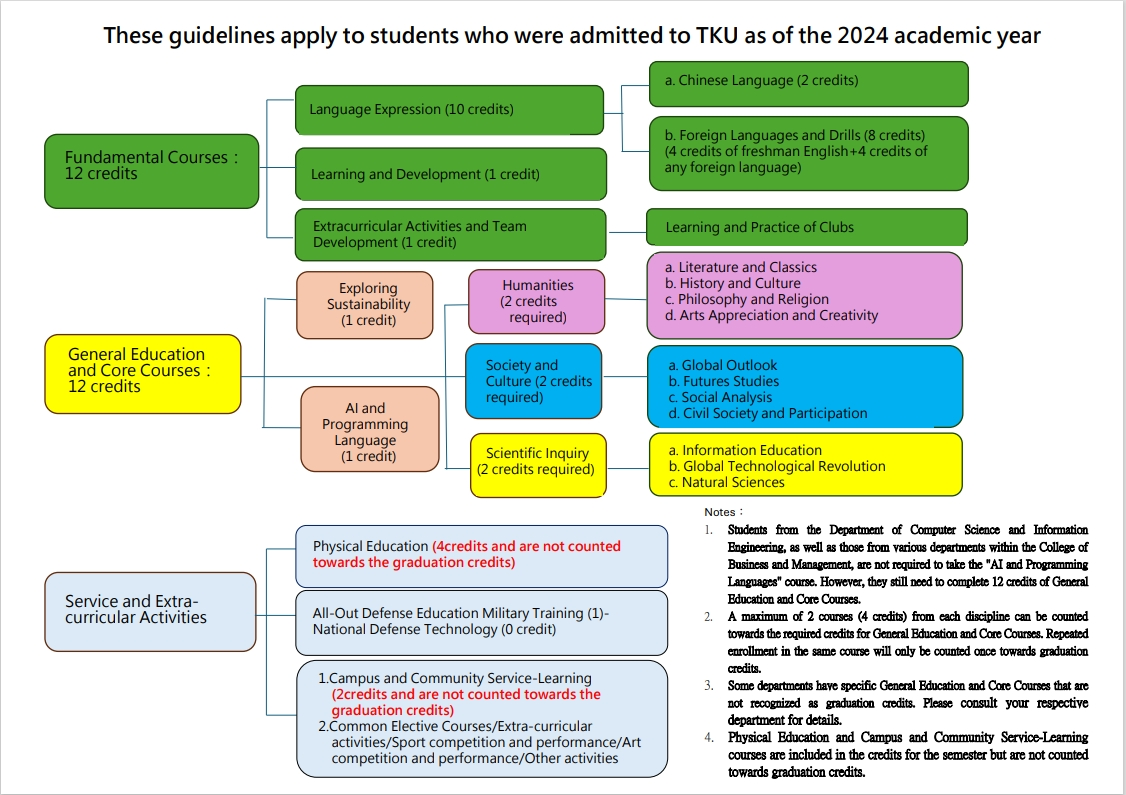 These guidelines apply to students who were admitted to TKU as of the 2024 academic year
Fundamental Courses：
12 credits
Language Expression (10 credits)
a. Chinese Language (2 credits)
b. Foreign Languages and Drills (8 credits)
(4 credits of freshman English+4 credits of
any foreign language)
Learning and Development (1 credit)
Extracurricular Activities and Team
Development (1 credit)
Learning and Practice of Clubs
General Education
and Core Courses：
12 credits
Exploring
Sustainability
(1 credit)
AI and
Programming
Language
(1 credit)
Humanities
(2 credits
required)
a. Literature and Classics
b. History and Culture
c. Philosophy and Religion
d. Arts Appreciation and Creativity
Society and
Culture (2 credits
required)
a. Global Outlook
b. Futures Studies
c. Social Analysis
d. Civil Society and Participation
Scientific Inquiry
(2 credits required)
a. Information Education
b. Global Technological Revolution
c. Natural Sciences
Service and Extra-
curricular Activities
Physical Education (4credits and are not counted
towards the graduation credits)
All-Out Defense Education Military Training (1)-
National Defense Technology (0 credit)
1.Campus and Community Service-Learning
(2credits and are not counted towards the
graduation credits)
2.Common Elective Courses/Extra-curricular
activities/Sport competition and performance/Art
competition and performance/Other activities
Notes：
1. Students from the Department of Computer Science and Information
Engineering, as well as those from various departments within the College of
Business and Management, are not required to take the "AI and Programming
Languages" course. However, they still need to complete 12 credits of General
Education and Core Courses.
2. A maximum of 2 courses (4 credits) from each discipline can be counted
towards the required credits for General Education and Core Courses. Repeated
enrollment in the same course will only be counted once towards graduation
credits.
3. Some departments have specific General Education and Core Courses that are
not recognized as graduation credits. Please consult your respective
department for details.
4. Physical Education and Campus and Community Service-Learning
courses are included in the credits for the semester but are not counted
towards graduation credits.